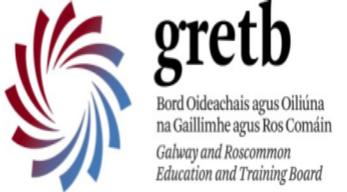 gretb
Bord Oideachais agus Oiliúna
na Gaillimhe agus Ros Comáin
Galway and Roscommon
Education and Training Board